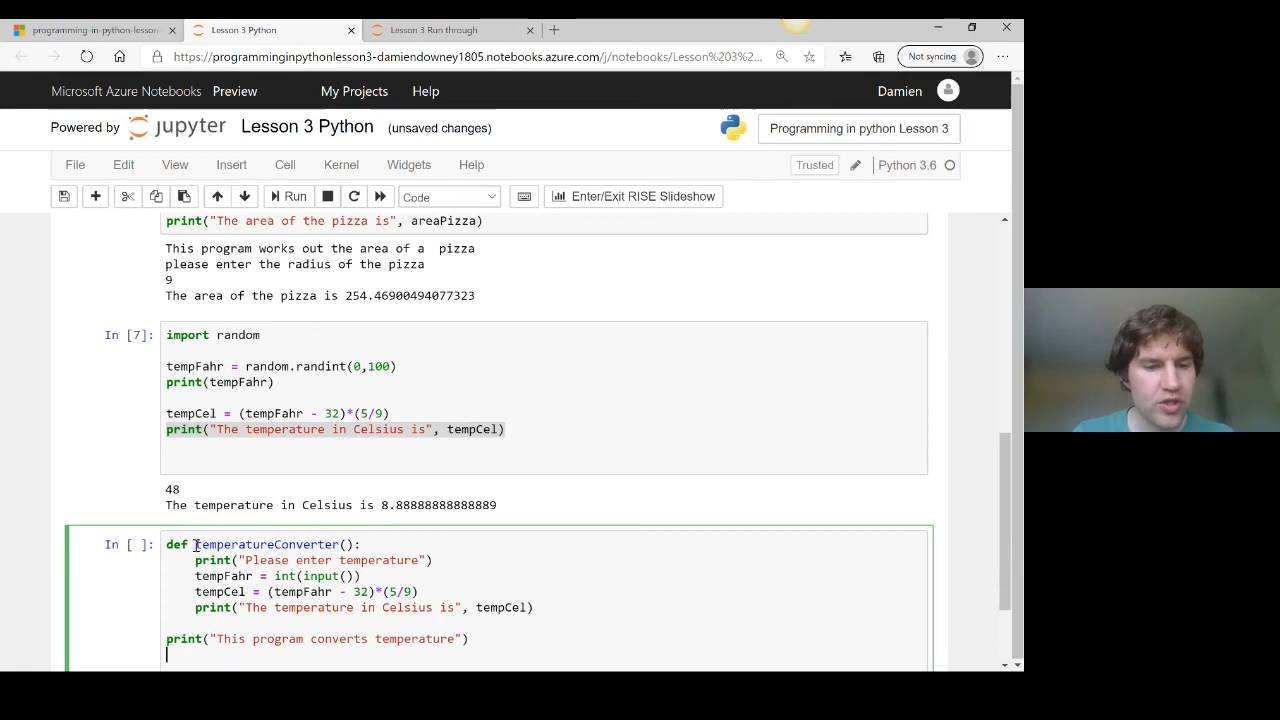 programming-in-python-lesson
Lesson 3 Python
Lesson 3 Run through
https://programminginpythonlesson3-damiendowney1805.notebooks.azure.com/j/notebooks/Lesson%203%2...
Not syncing
Microsoft Azure Notebooks Preview My Projects Help Damien
Powered by jupyter Lesson 3 Python (unsaved changes) Programming in python Lesson 3
File Edit View Insert Cell Kernel Widgets Help Trusted Python 3.6
Run Code Enter/Exit RISE Slideshow
print("The area of the pizza is", areaPizza)
This program works out the area of a  pizza
please enter the radius of the pizza
9
The area of the pizza is 254.46900494077323
In [7]: import random
tempFahr = random.randint(0,100)
print(tempFahr)
tempCel = (tempFahr - 32)*(5/9)
print("The temperature in Celsius is", tempCel)
48
The temperature in Celsius is 8.88888888888889
In [ ]: def temperatureConverter():
print("Please enter temperature")
tempFahr = int(input())
tempCel = (tempFahr - 32)*(5/9)
print("The temperature in Celsius is", tempCel)
print("This program converts temperature")